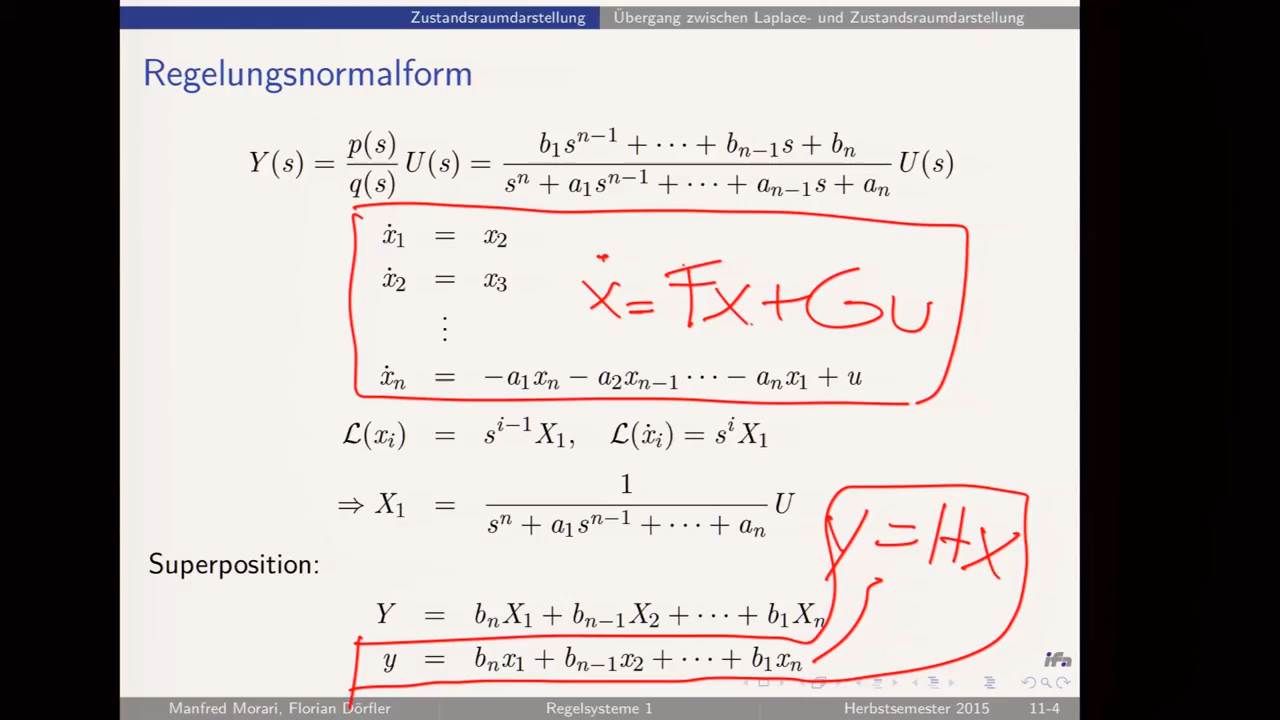 Zustandsraumdarstellung Übergang zwischen Laplace- und Zustandsraumdarstellung
Regelungsnormalform
Y(s) = p(s)/q(s) U(s) = (b₁sⁿ⁻¹ + ··· + bₙ₋₁s + bₙ)/(sⁿ + a₁sⁿ⁻¹ + ··· + aₙ₋₁s + aₙ) U(s)
ẋ₁ = x₂
ẋ₂ = x₃
ẋ = Fx + Gu
⋮
ẋₙ = −a₁xₙ − a₂xₙ₋₁ ··· − aₙx₁ + u
ℒ(xᵢ) = sⁱ⁻¹X₁, ℒ(ẋᵢ) = sⁱX₁
⇒ X₁ = 1/(sⁿ + a₁sⁿ⁻¹ + ··· + aₙ) U
y = Hx
Superposition:
Y = bₙX₁ + bₙ₋₁X₂ + ··· + b₁Xₙ
y = bₙx₁ + bₙ₋₁x₂ + ··· + b₁xₙ
ifa
Manfred Morari, Florian Dörfler Regelsysteme 1 Herbstsemester 2015 11-4